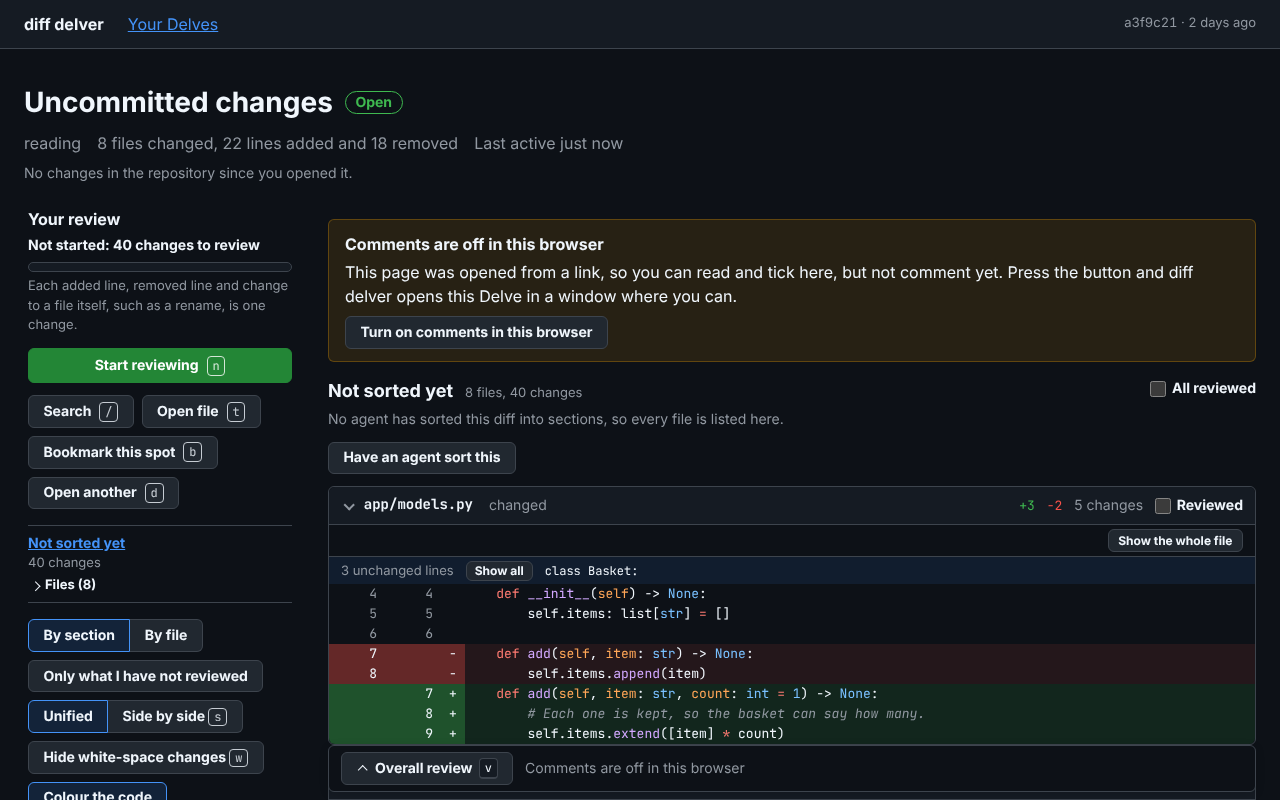 diff delver Your Delves a3f9c21 · 2 days ago
Uncommitted changes Open
reading 8 files changed, 22 lines added and 18 removed Last active just now
No changes in the repository since you opened it.
Your review
Not started: 40 changes to review
Each added line, removed line and change
to a file itself, such as a rename, is one
change.
Start reviewing n
Search / Open file t
Bookmark this spot b
Open another d
Not sorted yet
40 changes
Files (8)
By section By file
Only what I have not reviewed
Unified Side by side s
Hide white-space changes w
Colour the code
Comments are off in this browser
This page was opened from a link, so you can read and tick here, but not comment yet. Press the button and diff
delver opens this Delve in a window where you can.
Turn on comments in this browser
Not sorted yet 8 files, 40 changes All reviewed
No agent has sorted this diff into sections, so every file is listed here.
Have an agent sort this
app/models.py changed +3 -2 5 changes Reviewed
Show the whole file
3 unchanged lines Show all class Basket:
4 4 def __init__(self) -> None:
5 5 self.items: list[str] = []
6 6
7 - def add(self, item: str) -> None:
8 - self.items.append(item)
7 + def add(self, item: str, count: int = 1) -> None:
8 + # Each one is kept, so the basket can say how many.
9 + self.items.extend([item] * count)
Overall review v Comments are off in this browser